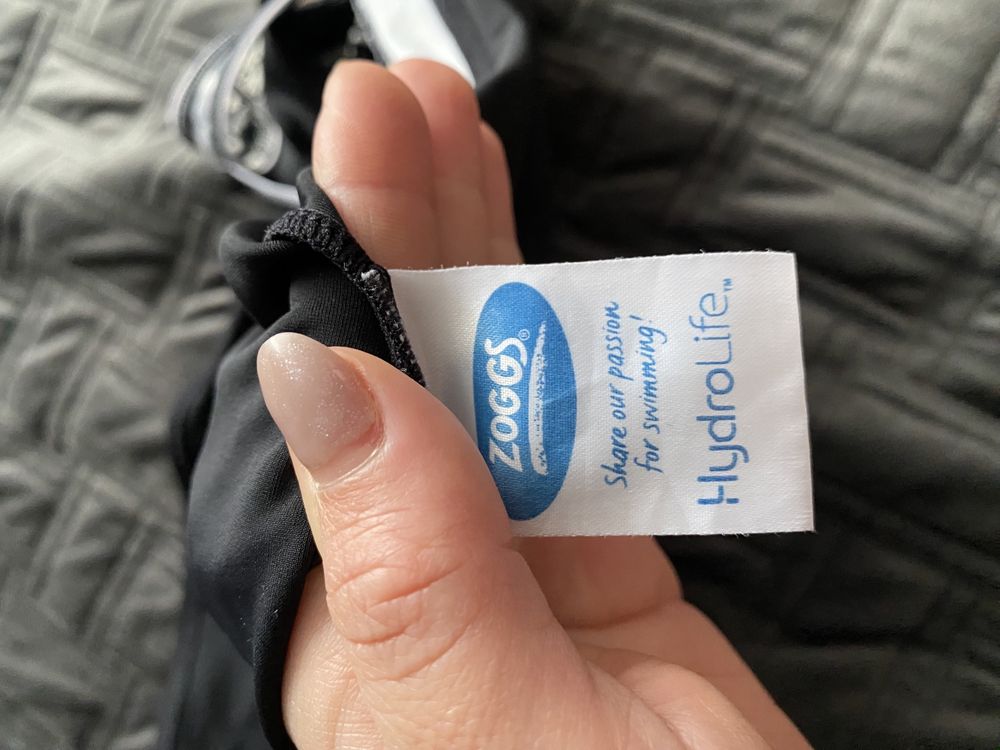 ZOGGS®
Share our passion
for swimming!
HydroLife™